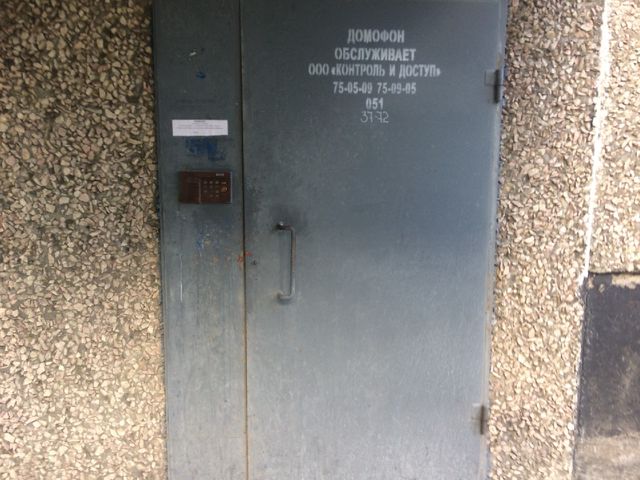 ДОМОФОН
ОБСЛУЖИВАЕТ
ООО «КОНТРОЛЬ И ДОСТУП»
75-05-09 75-09-05
051
37-72